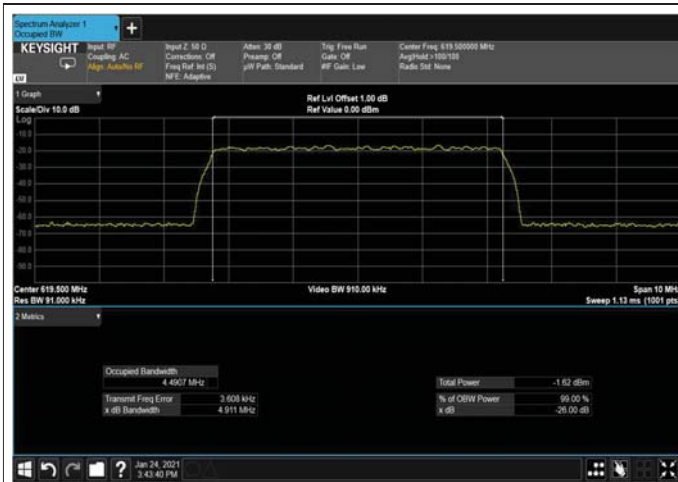 Spectrum Analyzer 1
Occupied BW
+
KEYSIGHT
Input: RF
Coupling: AC
Align: Auto/No RF
Input Z: 50 Ω
Corrections: Off
Freq Ref: Int (S)
NFE: Adaptive
Atten: 30 dB
Preamp: Off
µW Path: Standard
Trig: Free Run
Gate: Off
#IF Gain: Low
Center Freq: 619.500000 MHz
Avg|Hold:>100/100
Radio Std: None
1 Graph
Scale/Div 10.0 dB
Ref Lvl Offset 1.00 dB
Ref Value 0.00 dBm
Log
-10.0
-20.0
-30.0
-40.0
-50.0
-60.0
-70.0
-80.0
-90.0
Center 619.500 MHz
Res BW 91.000 kHz
Video BW 910.00 kHz
Span 10 MHz
Sweep 1.13 ms (1001 pts)
2 Metrics
Occupied Bandwidth
4.4907 MHz
Transmit Freq Error 3.608 kHz
x dB Bandwidth 4.911 MHz
Total Power -1.62 dBm
% of OBW Power 99.00 %
x dB -26.00 dB
?
Jan 24, 2021
3:43:40 PM